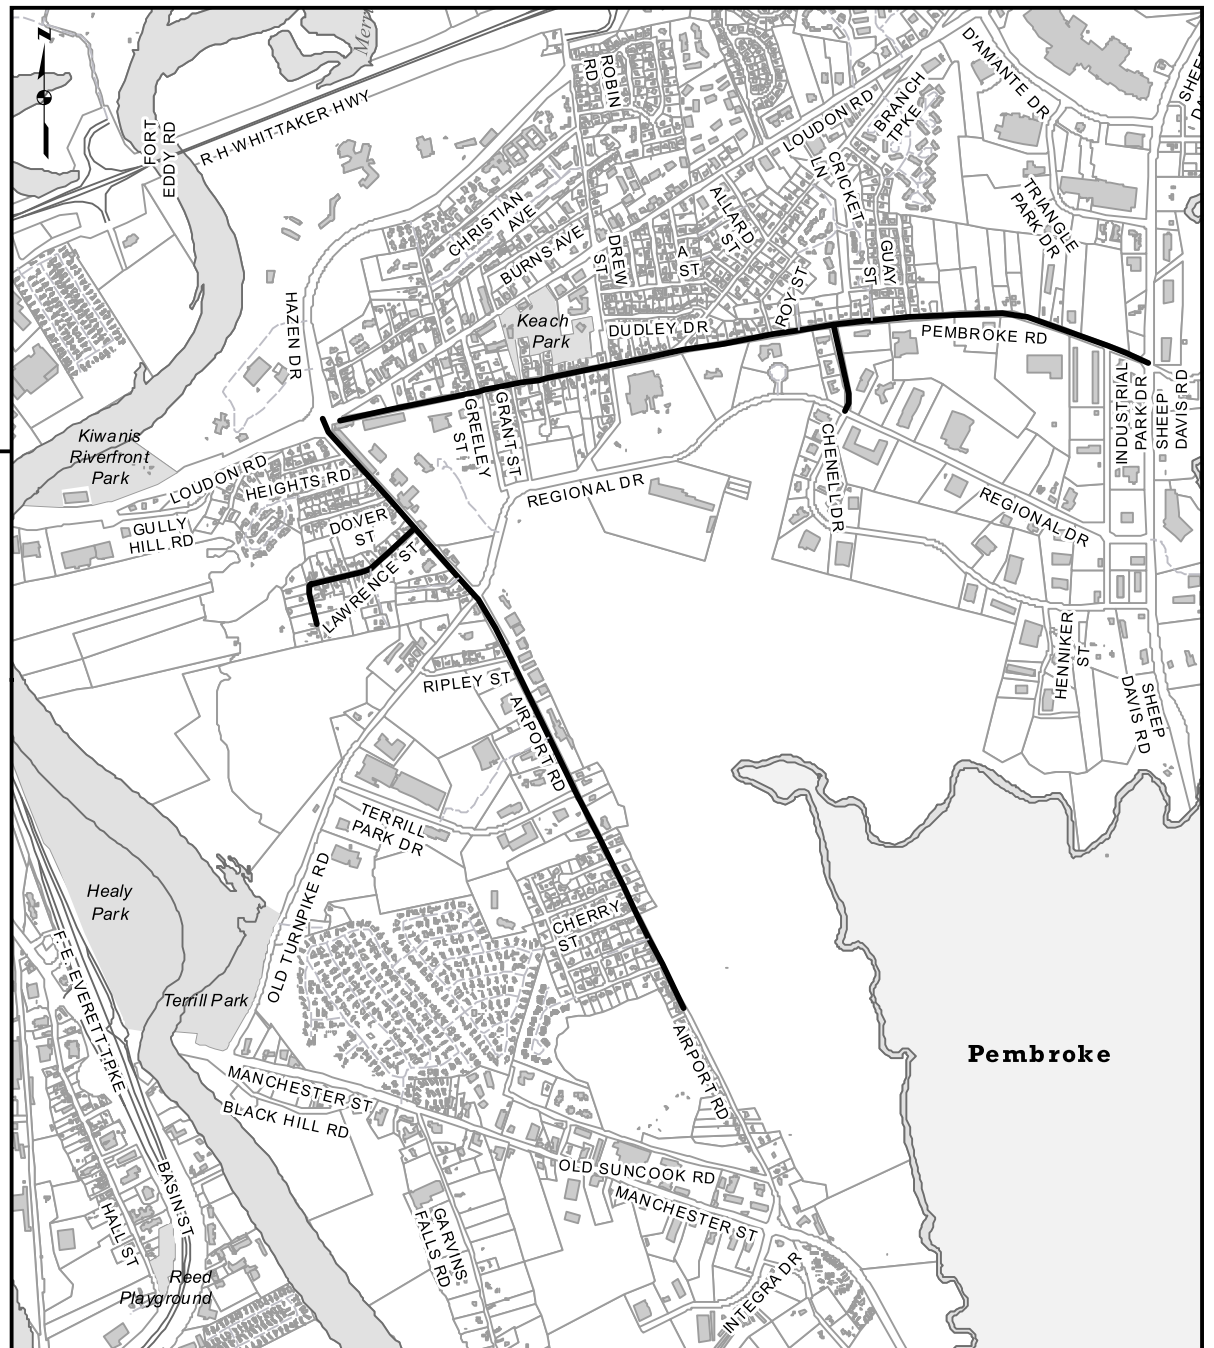 N
Merri
ROBIN
RD
D'AMANTE DR
SHEEP
DA
R-H-WHIT-TAKER-HWY
FORT
EDDY RD
LOUDON RD
BRANCH
TPKE
CRICKET
LN
TRIANGLE
PARK DR
CHRISTIAN
AVE
ALLARD
ST
BURNS AVE
DREW
ST
A
ST
GUAY
ST
ROY ST
HAZEN DR
Keach
Park
DUDLEY DR
PEMBROKE RD
INDUSTRIAL
PARK DR
SHEEP
DAVIS RD
GREELEY
ST
GRANT ST
Kiwanis
Riverfront
Park
LOUDON RD
HEIGHTS RD
CHENELL DR
REGIONAL DR
REGIONAL DR
GULLY
HILL RD
DOVER
ST
LAWRENCE ST
HENNIKER
ST
RIPLEY ST
AIRPORT RD
SHEEP
DAVIS RD
TERRILL
PARK DR
Healy
Park
OLD TURNPIKE RD
CHERRY
ST
F. E. EVERETT TPKE
Terrill Park
AIRPORT RD
Pembroke
MANCHESTER ST
BLACK HILL RD
OLD SUNCOOK RD
MANCHESTER ST
BASIN ST
HALL ST
GARVINS
FALLS RD
INTEGRA DR
Reed
Playground